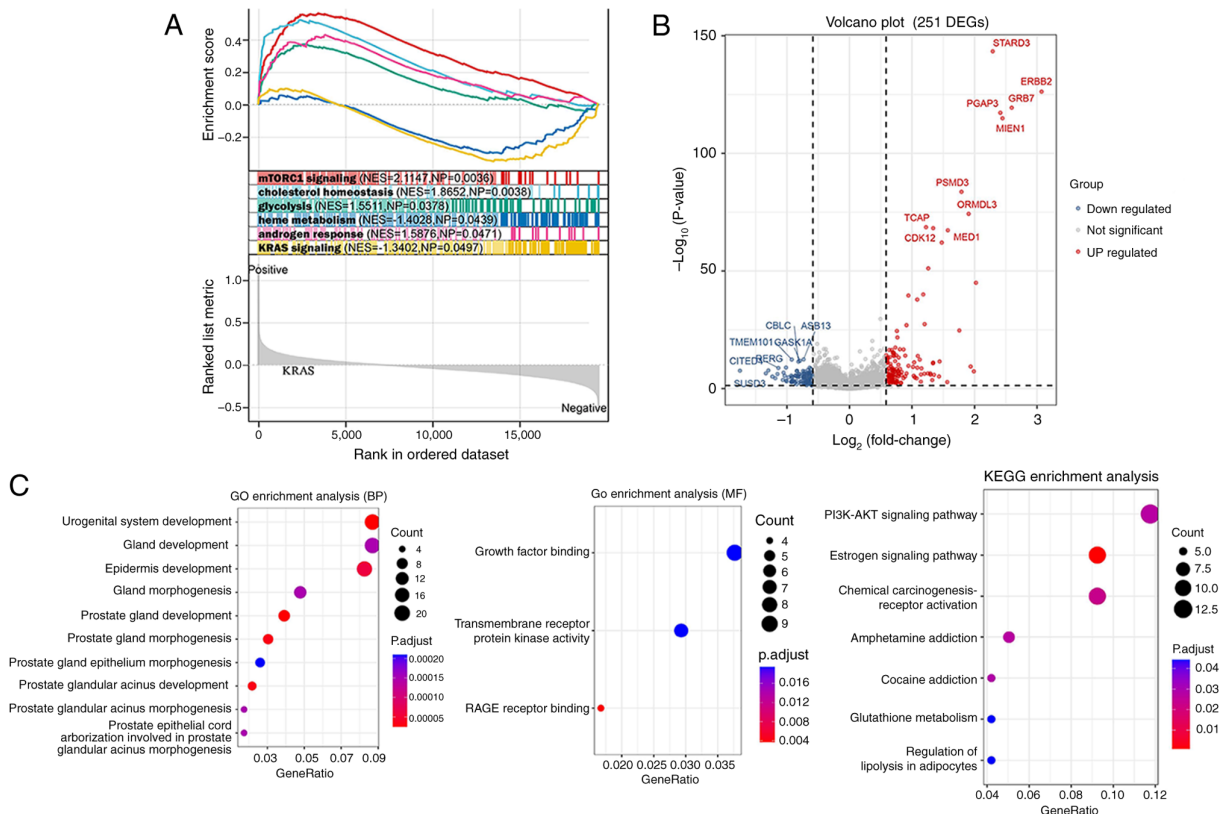 A
Enrichment score
0.4
0.2
0.0
−0.2
mTORC1 signaling (NES=2.1147,NP=0.0036)
cholesterol homeostasis (NES=1.8652,NP=0.0038)
glycolysis (NES=1.5511,NP=0.0378)
heme metabolism (NES=-1.4028,NP=0.0439)
androgen response (NES=1.5876,NP=0.0471)
KRAS signaling (NES=-1.3402,NP=0.0497)
Positive
Ranked list metric
1.0
0.5
0.0
−0.5
KRAS
Negative
0 5,000 10,000 15,000
Rank in ordered dataset
B
Volcano plot (251 DEGs)
−Log10 (P-value)
150
100
50
0
STARD3
ERBB2
GRB7
PGAP3
MIEN1
PSMD3
ORMDL3
TCAP
CDK12
MED1
CBLC ASB13
TMEM101 GASK1A
CITED4 RERG
SUSD3
−1 0 1 2 3
Log2 (fold-change)
Group
Down regulated
Not significant
UP regulated
C
GO enrichment analysis (BP)
Urogenital system development
Gland development
Epidermis development
Gland morphogenesis
Prostate gland development
Prostate gland morphogenesis
Prostate gland epithelium morphogenesis
Prostate glandular acinus development
Prostate glandular acinus morphogenesis
Prostate epithelial cord
arborization involved in prostate
glandular acinus morphogenesis
0.03 0.05 0.07 0.09
GeneRatio
Count
4
8
12
16
20
P.adjust
0.00020
0.00015
0.00010
0.00005
Go enrichment analysis (MF)
Growth factor binding
Transmembrane receptor
protein kinase activity
RAGE receptor binding
0.020 0.025 0.030 0.035
GeneRatio
Count
4
5
6
7
8
9
p.adjust
0.016
0.012
0.008
0.004
KEGG enrichment analysis
PI3K-AKT signaling pathway
Estrogen signaling pathway
Chemical carcinogenesis-
receptor activation
Amphetamine addiction
Cocaine addiction
Glutathione metabolism
Regulation of
lipolysis in adipocytes
0.04 0.06 0.08 0.10 0.12
GeneRatio
Count
5.0
7.5
10.0
12.5
P.adjust
0.04
0.03
0.02
0.01